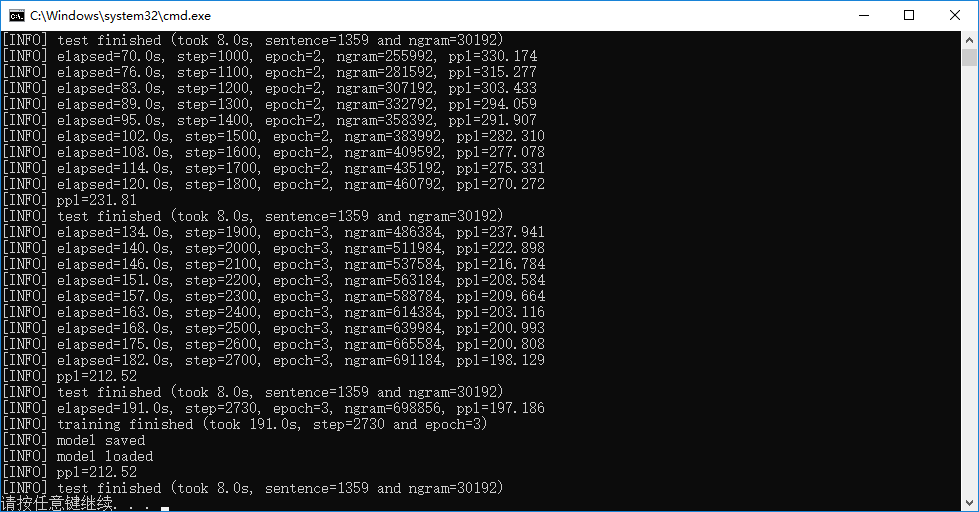 C:\Windows\system32\cmd.exe
[INFO] test finished (took 8.0s, sentence=1359 and ngram=30192)
[INFO] elapsed=70.0s, step=1000, epoch=2, ngram=255992, ppl=330.174
[INFO] elapsed=76.0s, step=1100, epoch=2, ngram=281592, ppl=315.277
[INFO] elapsed=83.0s, step=1200, epoch=2, ngram=307192, ppl=303.433
[INFO] elapsed=89.0s, step=1300, epoch=2, ngram=332792, ppl=294.059
[INFO] elapsed=95.0s, step=1400, epoch=2, ngram=358392, ppl=291.907
[INFO] elapsed=102.0s, step=1500, epoch=2, ngram=383992, ppl=282.310
[INFO] elapsed=108.0s, step=1600, epoch=2, ngram=409592, ppl=277.078
[INFO] elapsed=114.0s, step=1700, epoch=2, ngram=435192, ppl=275.331
[INFO] elapsed=120.0s, step=1800, epoch=2, ngram=460792, ppl=270.272
[INFO] ppl=231.81
[INFO] test finished (took 8.0s, sentence=1359 and ngram=30192)
[INFO] elapsed=134.0s, step=1900, epoch=3, ngram=486384, ppl=237.941
[INFO] elapsed=140.0s, step=2000, epoch=3, ngram=511984, ppl=222.898
[INFO] elapsed=146.0s, step=2100, epoch=3, ngram=537584, ppl=216.784
[INFO] elapsed=151.0s, step=2200, epoch=3, ngram=563184, ppl=208.584
[INFO] elapsed=157.0s, step=2300, epoch=3, ngram=588784, ppl=209.664
[INFO] elapsed=163.0s, step=2400, epoch=3, ngram=614384, ppl=203.116
[INFO] elapsed=168.0s, step=2500, epoch=3, ngram=639984, ppl=200.993
[INFO] elapsed=175.0s, step=2600, epoch=3, ngram=665584, ppl=200.808
[INFO] elapsed=182.0s, step=2700, epoch=3, ngram=691184, ppl=198.129
[INFO] ppl=212.52
[INFO] test finished (took 8.0s, sentence=1359 and ngram=30192)
[INFO] elapsed=191.0s, step=2730, epoch=3, ngram=698856, ppl=197.186
[INFO] training finished (took 191.0s, step=2730 and epoch=3)
[INFO] model saved
[INFO] model loaded
[INFO] ppl=212.52
[INFO] test finished (took 8.0s, sentence=1359 and ngram=30192)
请按任意键继续. . .